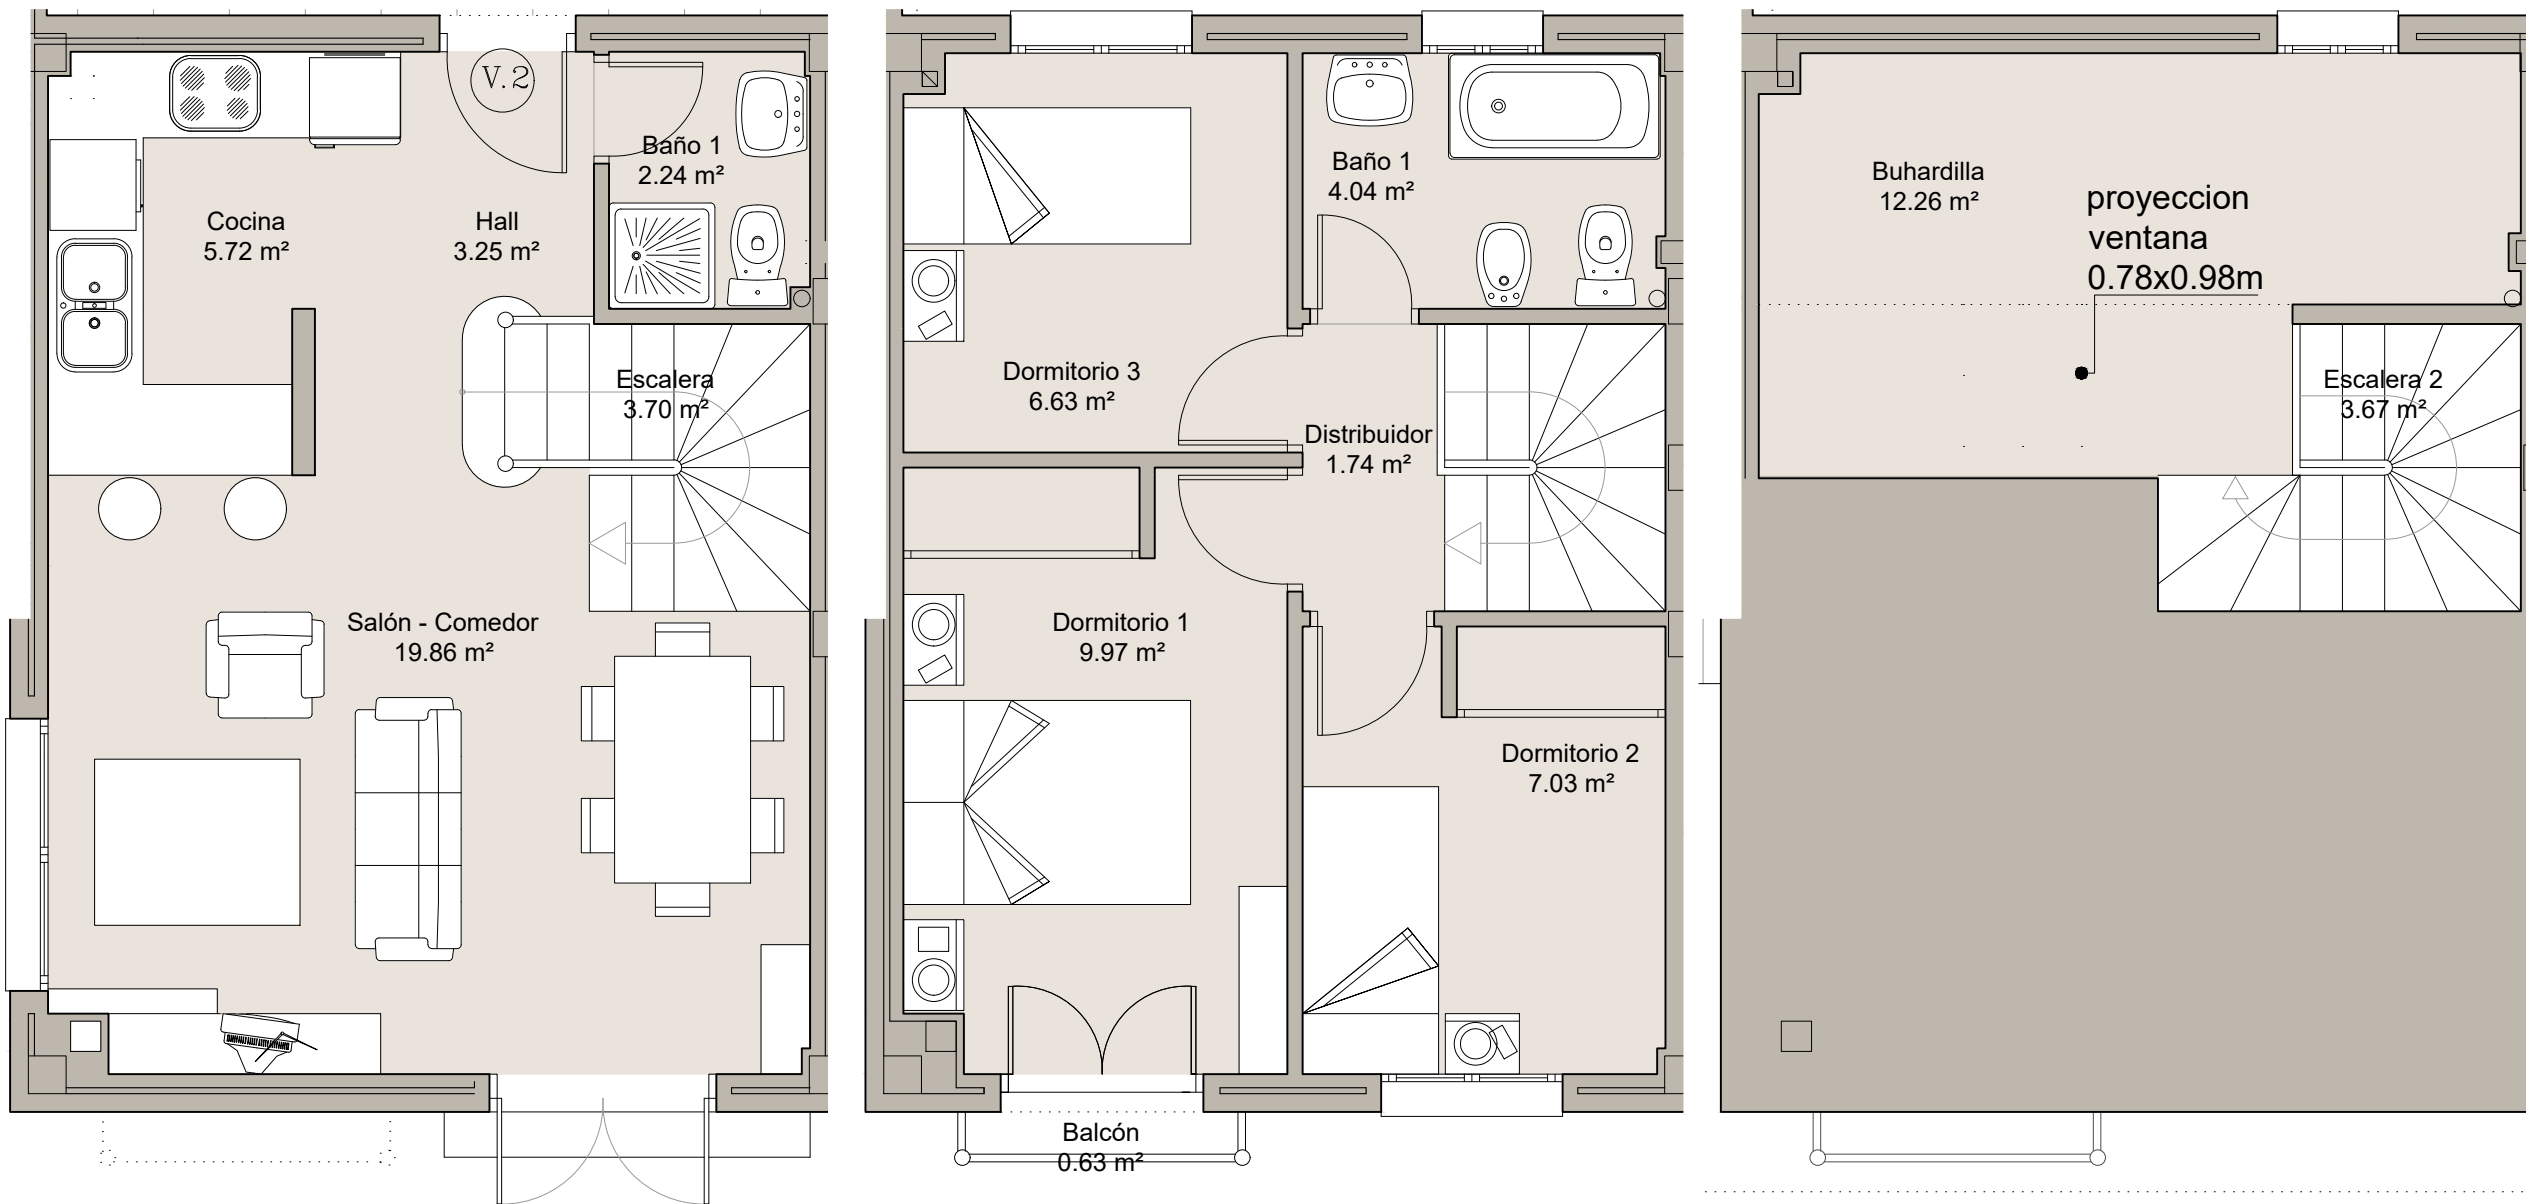 V.2
Baño 1
2.24 m²
Cocina
5.72 m²
Hall
3.25 m²
Escalera
3.70 m²
Salón - Comedor
19.86 m²
Baño 1
4.04 m²
Dormitorio 3
6.63 m²
Distribuidor
1.74 m²
Dormitorio 1
9.97 m²
Dormitorio 2
7.03 m²
Balcón
0.63 m²
Buhardilla
12.26 m²
proyeccion
ventana
0.78x0.98m
Escalera 2
3.67 m²